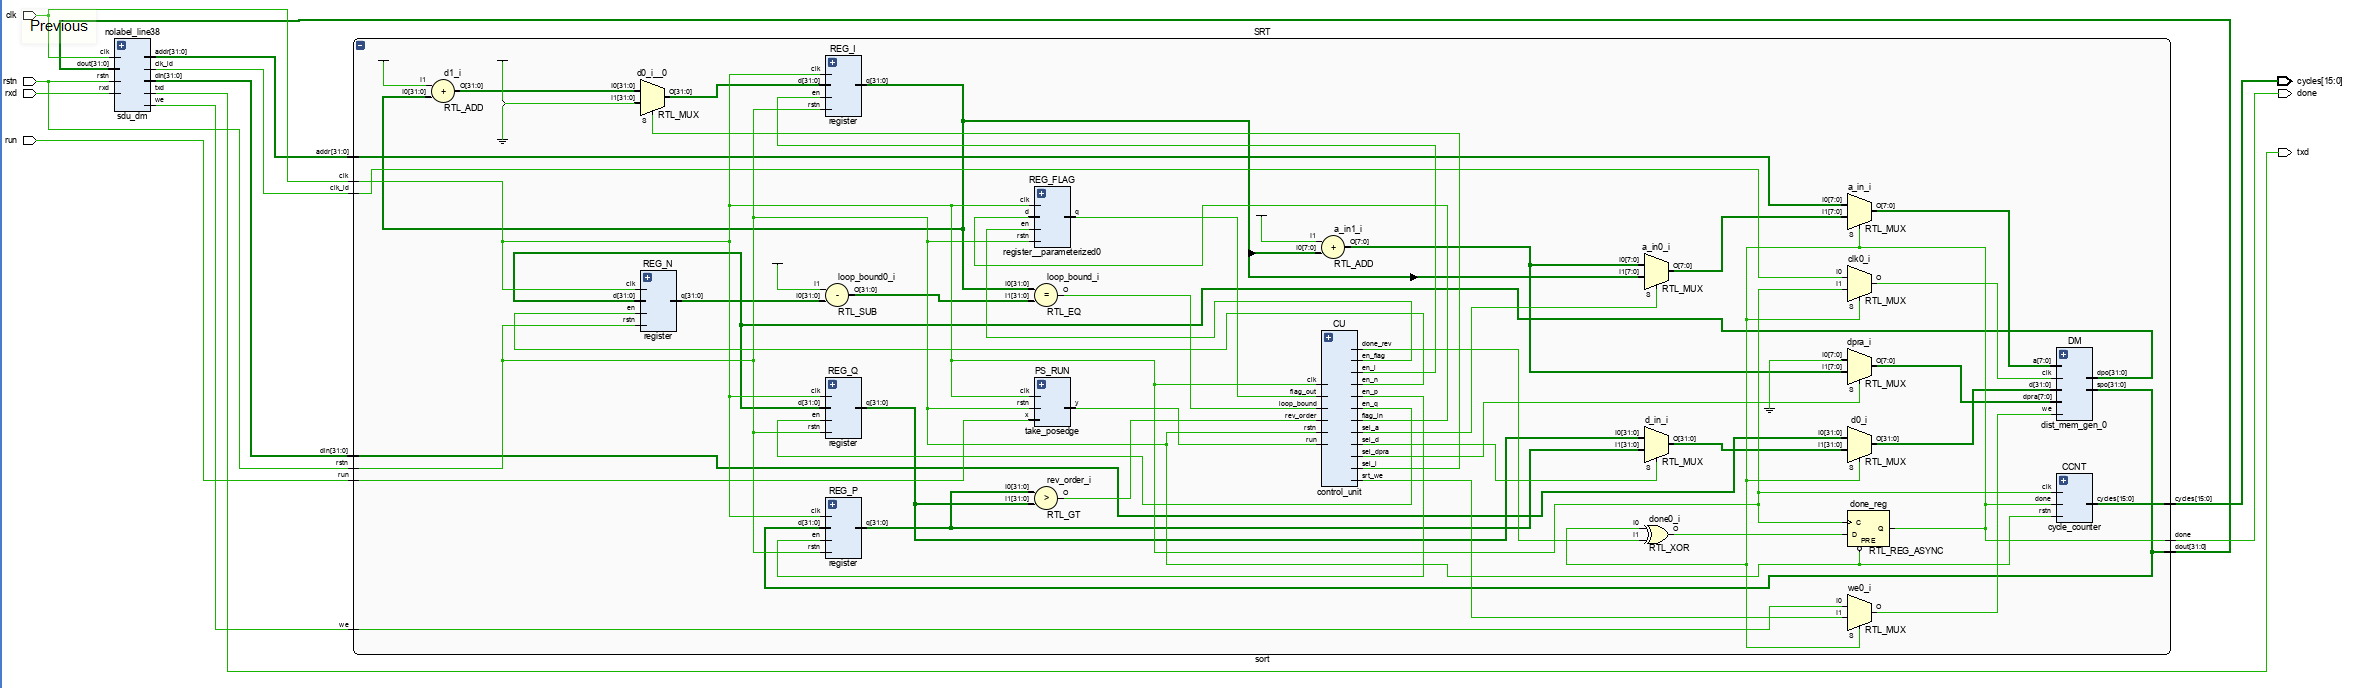 clk
Previous
rstn
rxd
run
nolabel_line38
clk
dout[31:0]
rstn
rxd
addr[31:0]
clk_ld
din[31:0]
txd
we
sdu_dm
SRT
addr[31:0]
clk
clk_ld
din[31:0]
rstn
run
we
d1_i
I1
I0[31:0]
+
O[31:0]
RTL_ADD
d0_i__0
I0[31:0]
I1[31:0]
S
O[31:0]
RTL_MUX
REG_I
clk
d[31:0]
en
rstn
q[31:0]
register
REG_FLAG
clk
d
en
rstn
q
register__parameterized0
REG_N
clk
d[31:0]
en
rstn
q[31:0]
register
loop_bound0_i
I1
I0[31:0]
-
O[31:0]
RTL_SUB
loop_bound_i
I0[31:0]
I1[31:0]
=
O
RTL_EQ
a_in1_i
I1
I0[7:0]
+
O[7:0]
RTL_ADD
REG_Q
clk
d[31:0]
en
rstn
q[31:0]
register
PS_RUN
clk
rstn
x
y
take_posedge
REG_P
clk
d[31:0]
en
rstn
q[31:0]
register
rev_order_i
I0[31:0]
I1[31:0]
>
O
RTL_GT
CU
clk
flag_out
loop_bound
rev_order
rstn
run
done_rev
en_flag
en_i
en_n
en_p
en_q
flag_in
sel_a
sel_d
sel_dpra
sel_i
srt_we
control_unit
a_in0_i
I0[7:0]
I1[7:0]
S
O[7:0]
RTL_MUX
d_in_i
I0[31:0]
I1[31:0]
S
O[31:0]
RTL_MUX
done0_i
I0
I1
O
RTL_XOR
a_in_i
I0[7:0]
I1[7:0]
S
O[7:0]
RTL_MUX
clk0_i
I0
I1
S
O
RTL_MUX
dpra_i
I0[7:0]
I1[7:0]
S
O[7:0]
RTL_MUX
d0_i
I0[31:0]
I1[31:0]
S
O[31:0]
RTL_MUX
done_reg
C
D
PRE
Q
RTL_REG_ASYNC
we0_i
I0
I1
S
O
RTL_MUX
DM
a[7:0]
clk
d[31:0]
dpra[7:0]
we
dpo[31:0]
spo[31:0]
dist_mem_gen_0
CCNT
clk
done
rstn
cycles[15:0]
cycle_counter
cycles[15:0]
done
dout[31:0]
sort
cycles[15:0]
done
txd